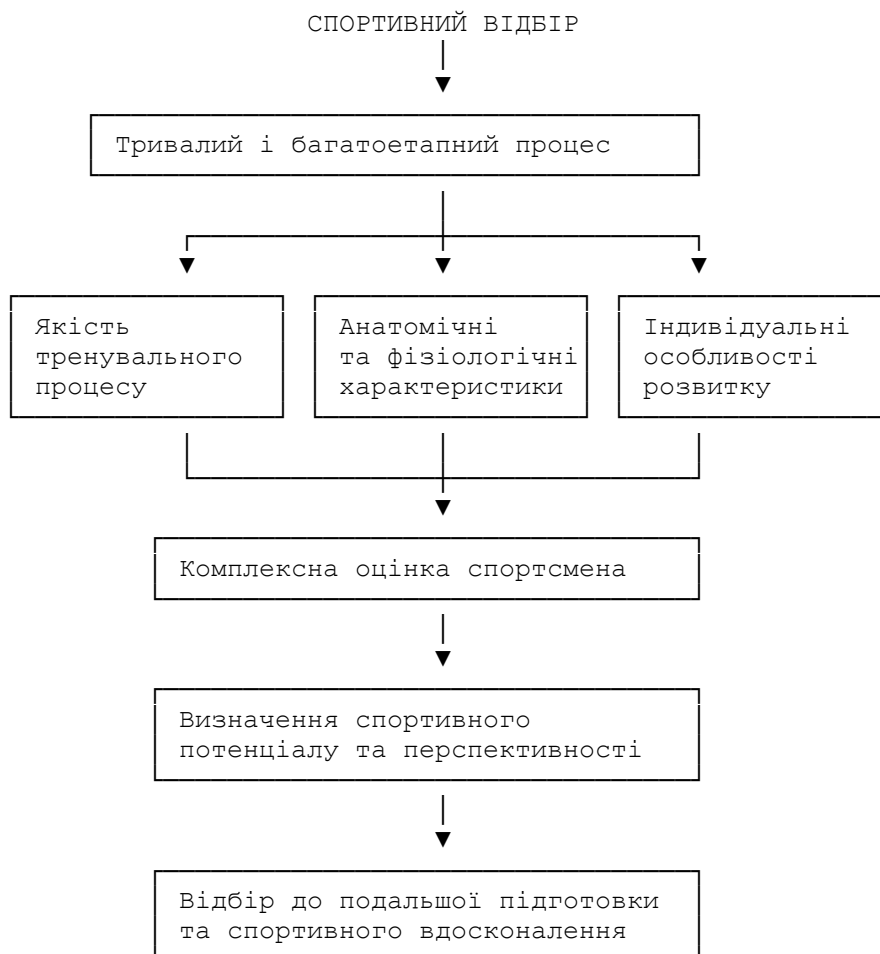 СПОРТИВНИЙ ВІДБІР
Тривалий і багатоетапний процес
Якість
тренувального
процесу
Анатомічні
та фізіологічні
характеристики
Індивідуальні
особливості
розвитку
Комплексна оцінка спортсмена
Визначення спортивного
потенціалу та перспективності
Відбір до подальшої підготовки
та спортивного вдосконалення